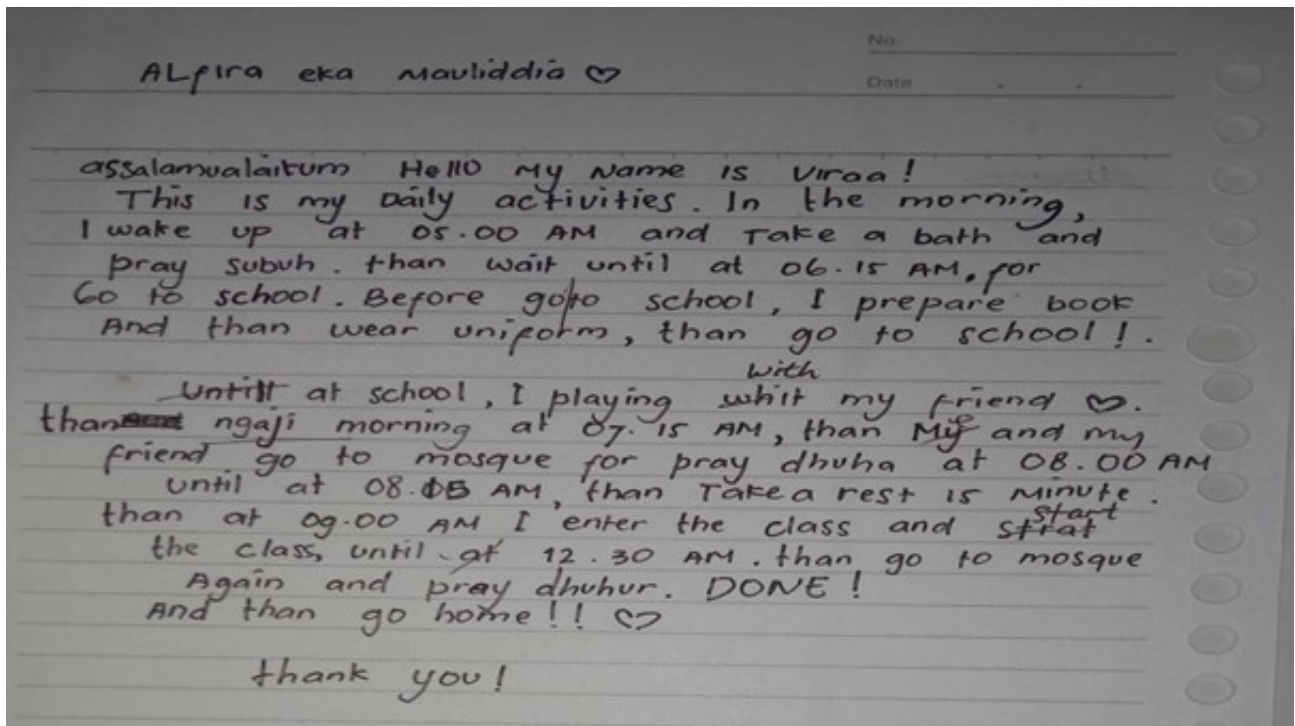 No.
ALfira eka Mauliddia ♡
Date
assalamualaikum Hello My Name is Viraa!
This is my Daily activities. In the morning,
I wake up at 05.00 AM and Take a bath and
pray subuh. than wait until at 06.15 AM, for
Go to school. Before go to school, I prepare book
And than wear uniform, than go to school!.
with
Untill at school, I playing whit my friend ♡.
than ngaji morning at 07.15 AM, than My and my
friend go to mosque for pray dhuha at 08.00 AM
until at 08.15 AM, than Take a rest 15 Minute.
start
than at 09.00 AM I enter the class and strat
the class, until at 12.30 AM. than go to mosque
Again and pray dhuhur. DONE!
And than go home!! ♡
thank you!